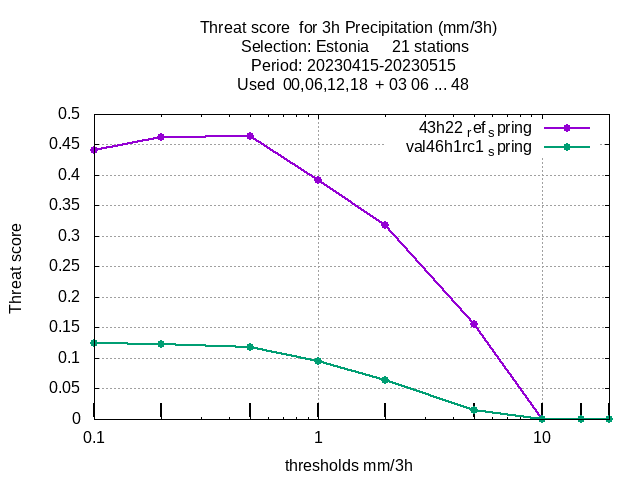 Threat score  for 3h Precipitation (mm/3h)
Selection: Estonia     21 stations
Period: 20230415-20230515
Used  00,06,12,18  + 03 06 ... 48
43h22 ref spring
val46h1rc1 spring
0.5
0.45
0.4
0.35
0.3
0.25
0.2
0.15
0.1
0.05
0
Threat score
0.1 1 10
thresholds mm/3h